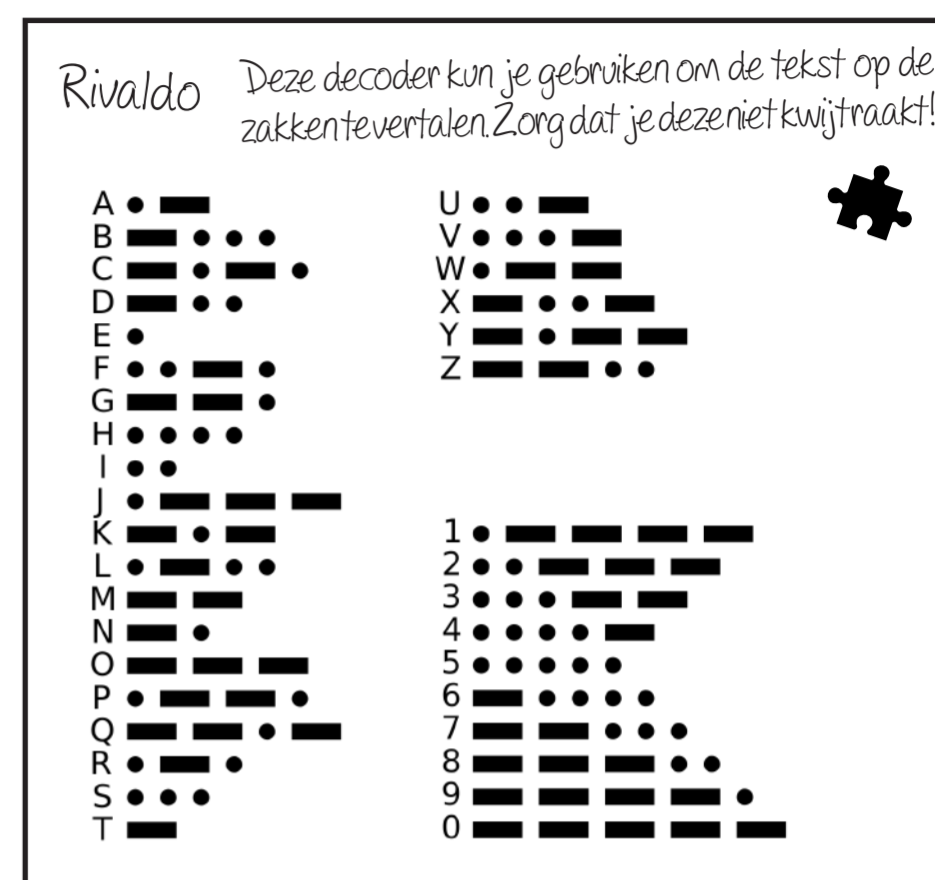 Rivaldo
Deze decoder kun je gebruiken om de tekst op de
zakken te vertalen. Zorg dat je deze niet kwijtraakt!
A
B
C
D
E
F
G
H
I
J
K
L
M
N
O
P
Q
R
S
T
U
V
W
X
Y
Z
1
2
3
4
5
6
7
8
9
0